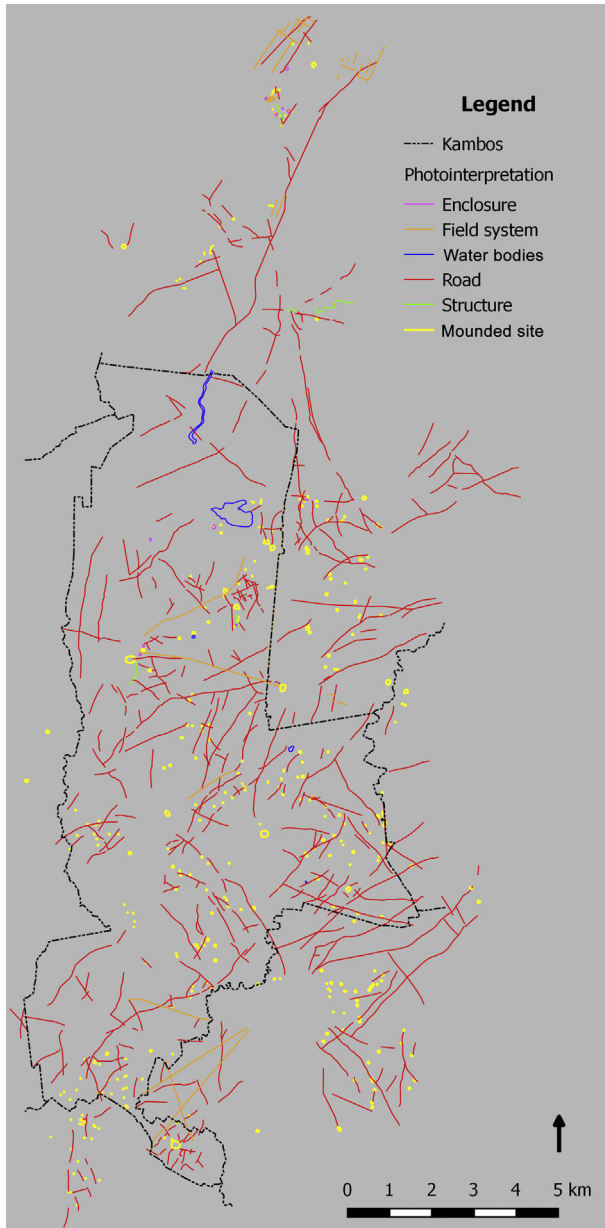 Legend
Kambos
Photointerpretation
Enclosure
Field system
Water bodies
Road
Structure
Mounded site
0 1 2 3 4 5 km